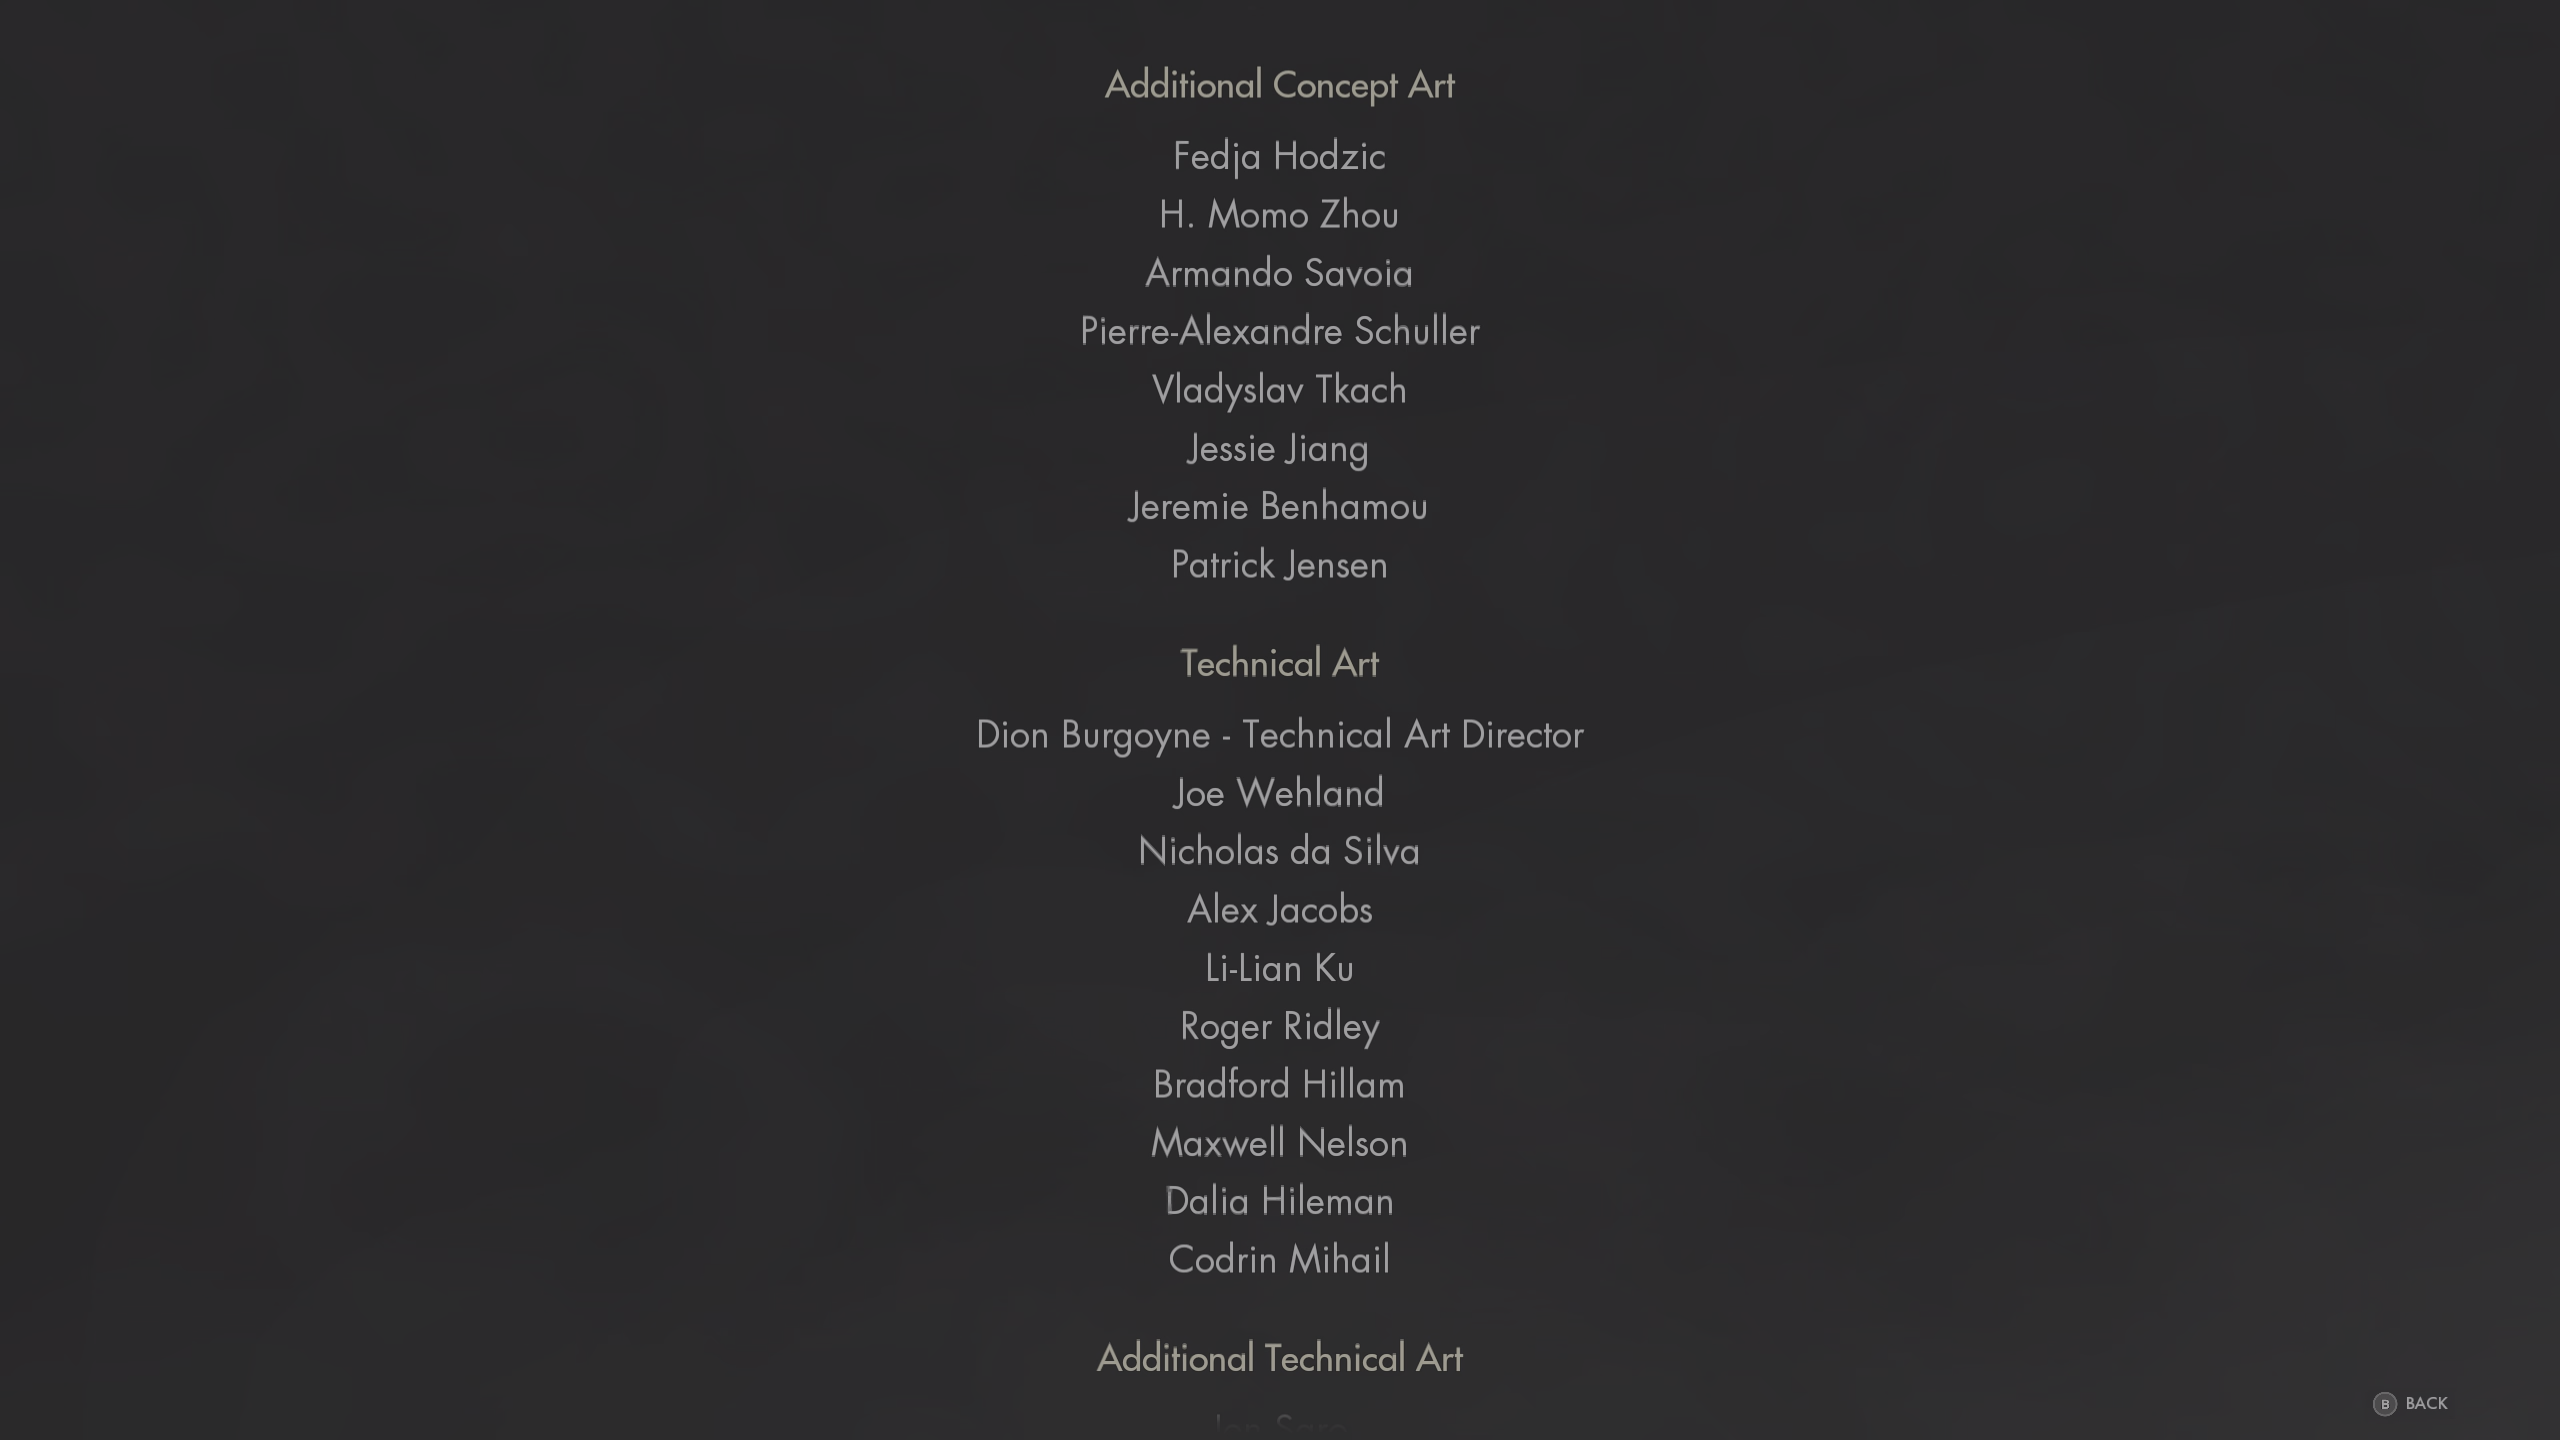 Additional Concept Art
Fedja Hodzic
H. Momo Zhou
Armando Savoia
Pierre-Alexandre Schuller
Vladyslav Tkach
Jessie Jiang
Jeremie Benhamou
Patrick Jensen
Technical Art
Dion Burgoyne - Technical Art Director
Joe Wehland
Nicholas da Silva
Alex Jacobs
Li-Lian Ku
Roger Ridley
Bradford Hillam
Maxwell Nelson
Dalia Hileman
Codrin Mihail
Additional Technical Art
B BACK